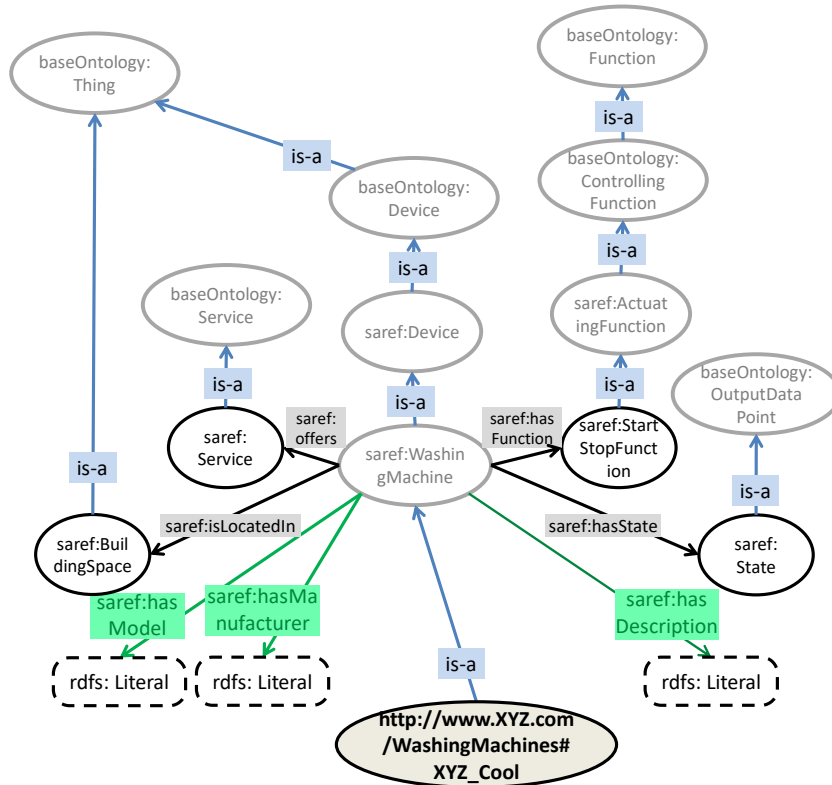 baseOntology:
Function
baseOntology:
Thing
is-a
is-a
baseOntology:
Controlling
Function
baseOntology:
Device
is-a
is-a
baseOntology:
Service
saref:Device
saref:Actuat
ingFunction
is-a
is-a
is-a
baseOntology:
OutputData
Point
saref:
offers
saref:has
Function
saref:
Service
saref:Washin
gMachine
saref:Start
StopFunct
ion
is-a
is-a
saref:isLocatedIn
saref:hasState
saref:Buil
dingSpace
saref:
State
saref:has
Model
saref:hasMa
nufacturer
saref:has
Description
rdfs: Literal
rdfs: Literal
rdfs: Literal
is-a
http://www.XYZ.com
/WashingMachines#
XYZ_Cool